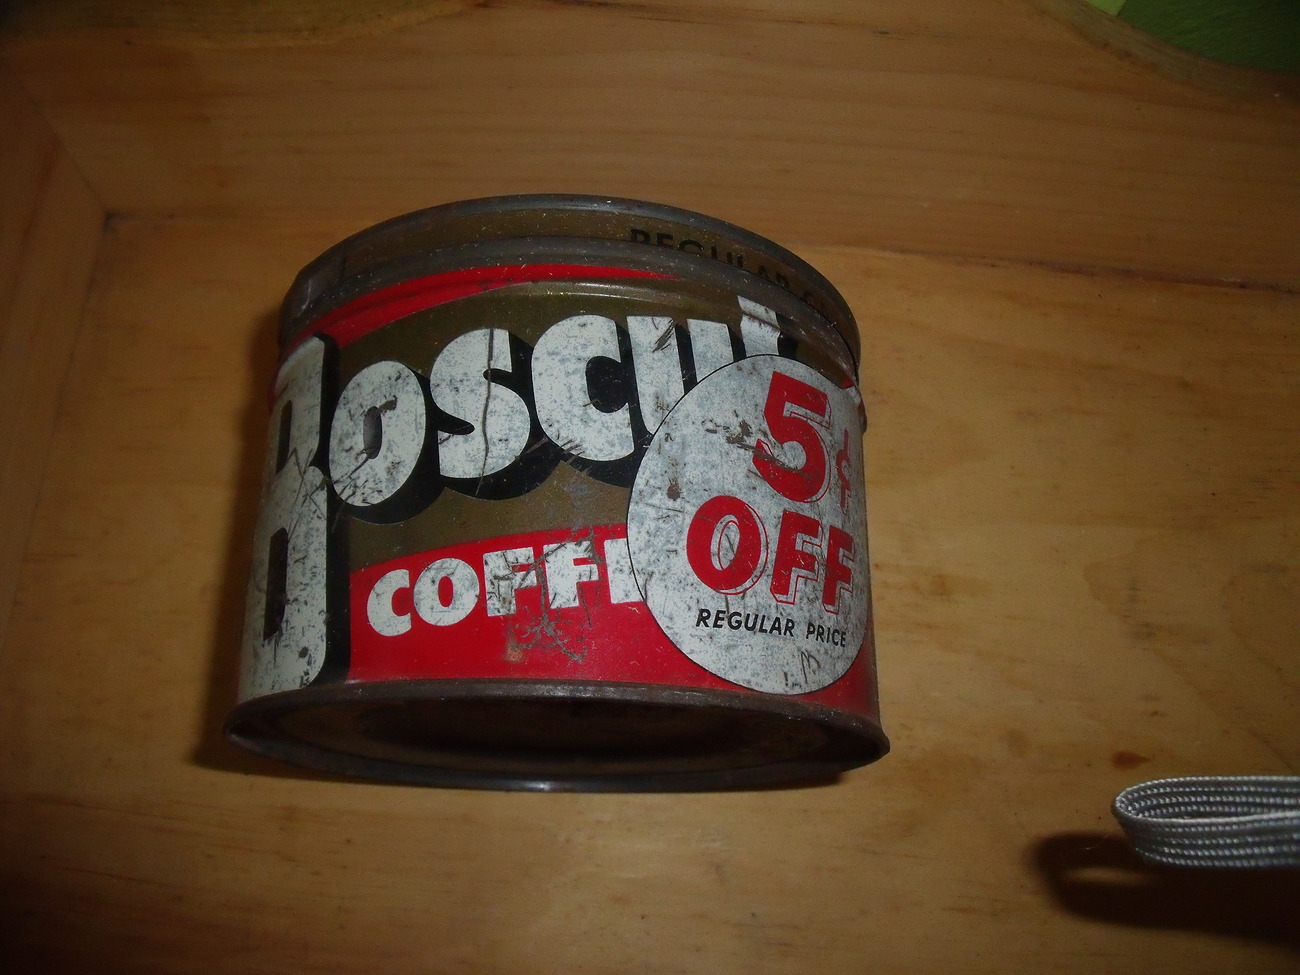 REGULAR G
Boscul
COFFE
5¢
OFF
REGULAR PRICE